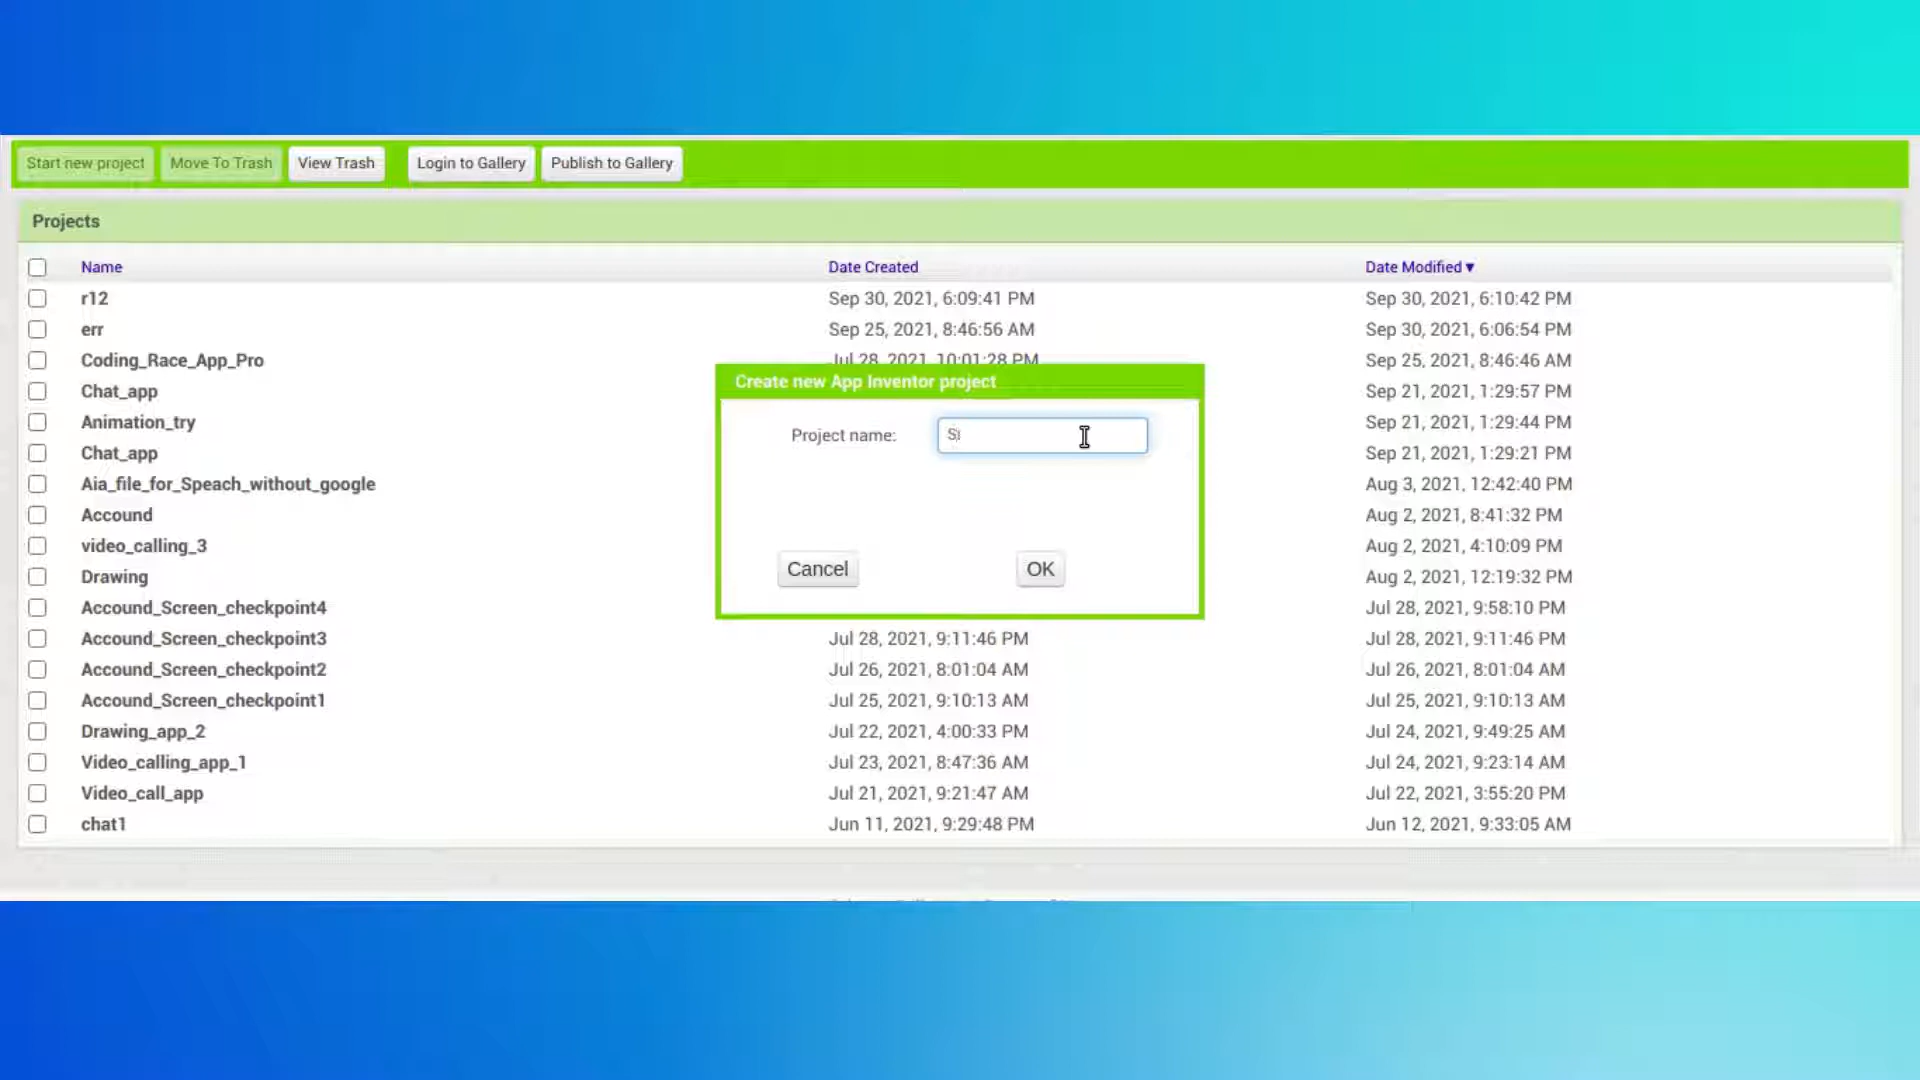 Start new project Move To Trash View Trash Login to Gallery Publish to Gallery
Projects
Name Date Created Date Modified ▼
r12 Sep 30, 2021, 6:09:41 PM Sep 30, 2021, 6:10:42 PM
err Sep 25, 2021, 8:46:56 AM Sep 30, 2021, 6:06:54 PM
Coding_Race_App_Pro Jul 28, 2021, 10:01:28 PM Sep 25, 2021, 8:46:46 AM
Create new App Inventor project
Chat_app Sep 21, 2021, 1:29:57 PM
Animation_try Sep 21, 2021, 1:29:44 PM
Project name:
Chat_app Sep 21, 2021, 1:29:21 PM
Aia_file_for_Speach_without_google Aug 3, 2021, 12:42:40 PM
Accound Aug 2, 2021, 8:41:32 PM
video_calling_3 Aug 2, 2021, 4:10:09 PM
Cancel OK
Drawing Aug 2, 2021, 12:19:32 PM
Accound_Screen_checkpoint4 Jul 28, 2021, 9:58:10 PM
Accound_Screen_checkpoint3 Jul 28, 2021, 9:11:46 PM Jul 28, 2021, 9:11:46 PM
Accound_Screen_checkpoint2 Jul 26, 2021, 8:01:04 AM Jul 26, 2021, 8:01:04 AM
Accound_Screen_checkpoint1 Jul 25, 2021, 9:10:13 AM Jul 25, 2021, 9:10:13 AM
Drawing_app_2 Jul 22, 2021, 4:00:33 PM Jul 24, 2021, 9:49:25 AM
Video_calling_app_1 Jul 23, 2021, 8:47:36 AM Jul 24, 2021, 9:23:14 AM
Video_call_app Jul 21, 2021, 9:21:47 AM Jul 22, 2021, 3:55:20 PM
chat1 Jun 11, 2021, 9:29:48 PM Jun 12, 2021, 9:33:05 AM